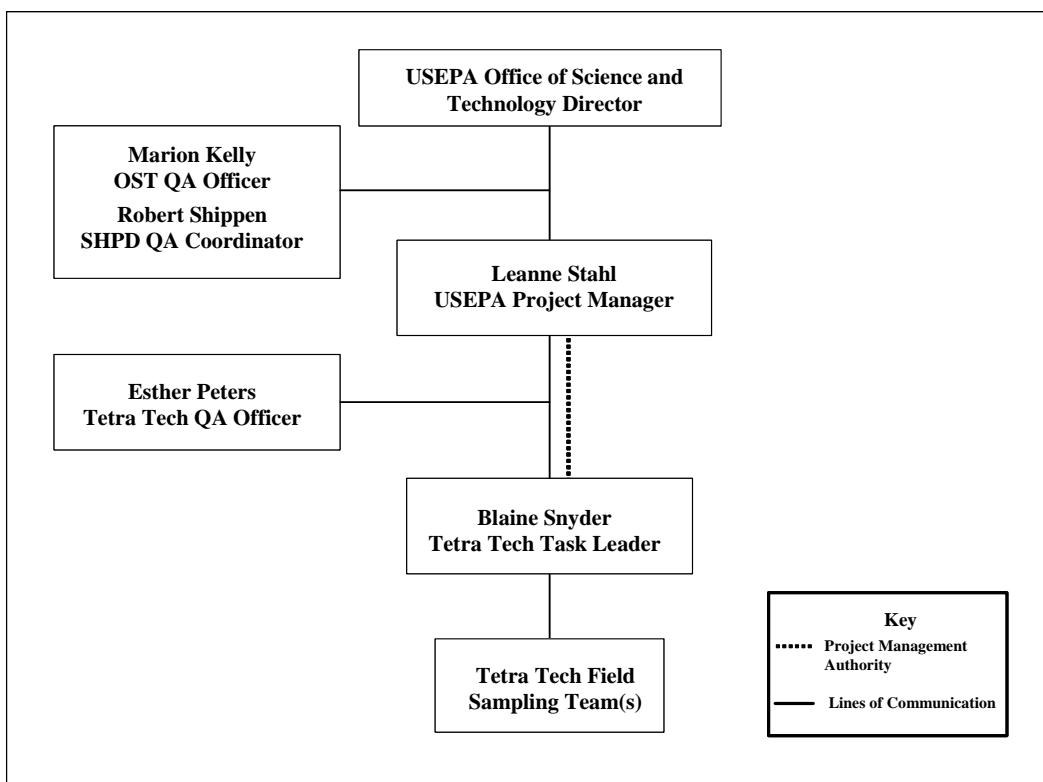 USEPA Office of Science and
Technology Director
Marion Kelly
OST QA Officer
Robert Shippen
SHPD QA Coordinator
Leanne Stahl
USEPA Project Manager
Esther Peters
Tetra Tech QA Officer
Blaine Snyder
Tetra Tech Task Leader
Tetra Tech Field
Sampling Team(s)
Key
Project Management
Authority
Lines of Communication